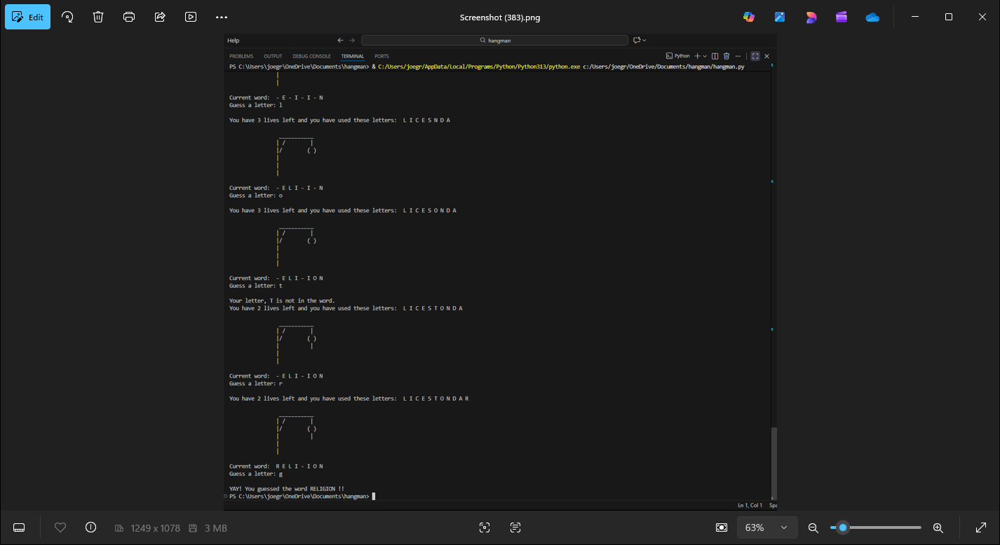 Edit
Screenshot (383).png
Help
hangman
PROBLEMS OUTPUT DEBUG CONSOLE TERMINAL PORTS
Python
PS C:\Users\joegr\OneDrive\Documents\hangman> & C:/Users/joegr/AppData/Local/Programs/Python/Python313/python.exe c:/Users/joegr/OneDrive/Documents/hangman/hangman.py
Current word:  - E - I - I - N
Guess a letter: l
You have 3 lives left and you have used these letters:  L I C E S N D A
Current word:  - E L I - I - N
Guess a letter: o
You have 3 lives left and you have used these letters:  L I C E S O N D A
Current word:  - E L I - I O N
Guess a letter: t
Your letter, T is not in the word.
You have 2 lives left and you have used these letters:  L I C E S T O N D A
Current word:  - E L I - I O N
Guess a letter: r
You have 2 lives left and you have used these letters:  L I C E S T O N D A R
Current word:  R E L I - I O N
Guess a letter: g
YAY! You guessed the word RELIGION !!
PS C:\Users\joegr\OneDrive\Documents\hangman>
Ln 1, Col 1 Spa
1249 x 1078 3 MB 63%